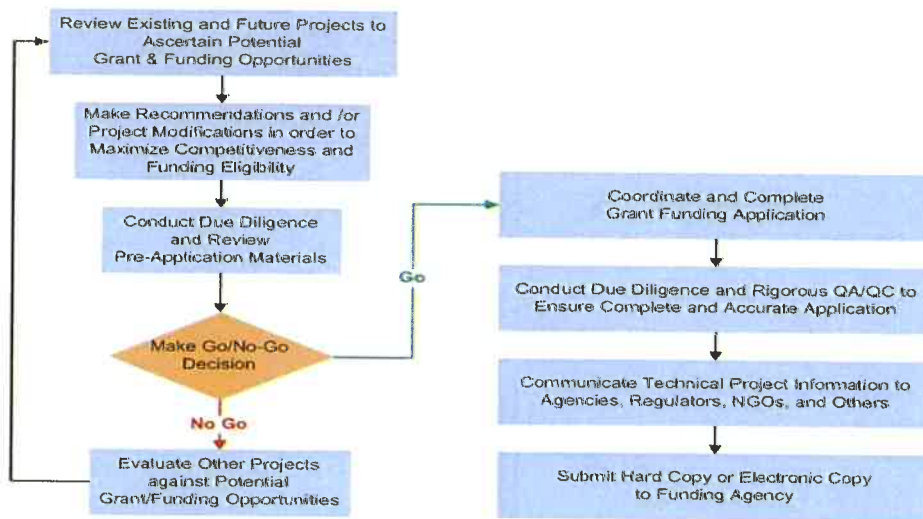 Review Existing and Future Projects to
Ascertain Potential
Grant & Funding Opportunities
Make Recommendations and /or
Project Modifications in order to
Maximize Competitiveness and
Funding Eligibility
Conduct Due Diligence
and Review
Pre-Application Materials
Make Go/No-Go
Decision
No Go
Evaluate Other Projects
against Potential
Grant/Funding Opportunities
Go
Coordinate and Complete
Grant Funding Application
Conduct Due Diligence and Rigorous QA/QC to
Ensure Complete and Accurate Application
Communicate Technical Project Information to
Agencies, Regulators, NGOs, and Others
Submit Hard Copy or Electronic Copy
to Funding Agency